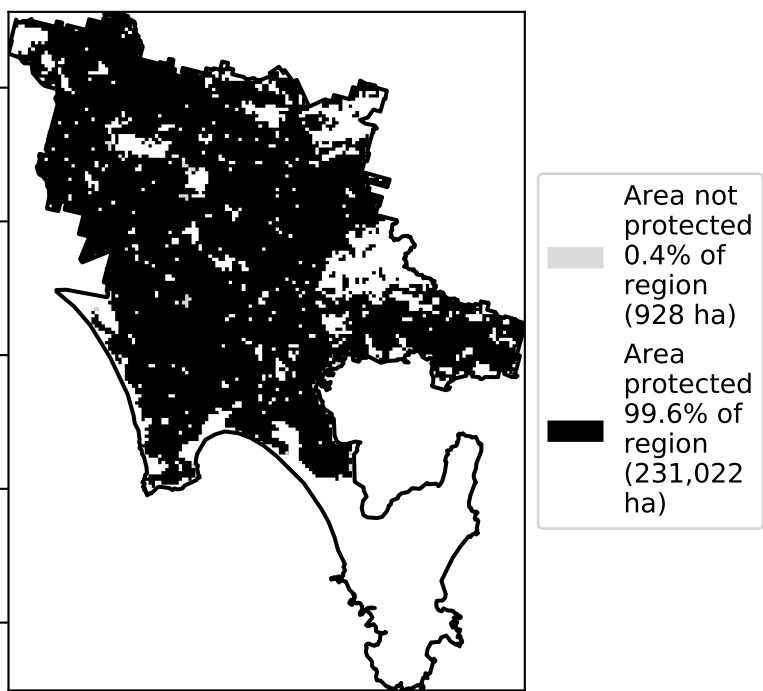 Area not
protected
0.4% of
region
(928 ha)
Area
protected
99.6% of
region
(231,022
ha)